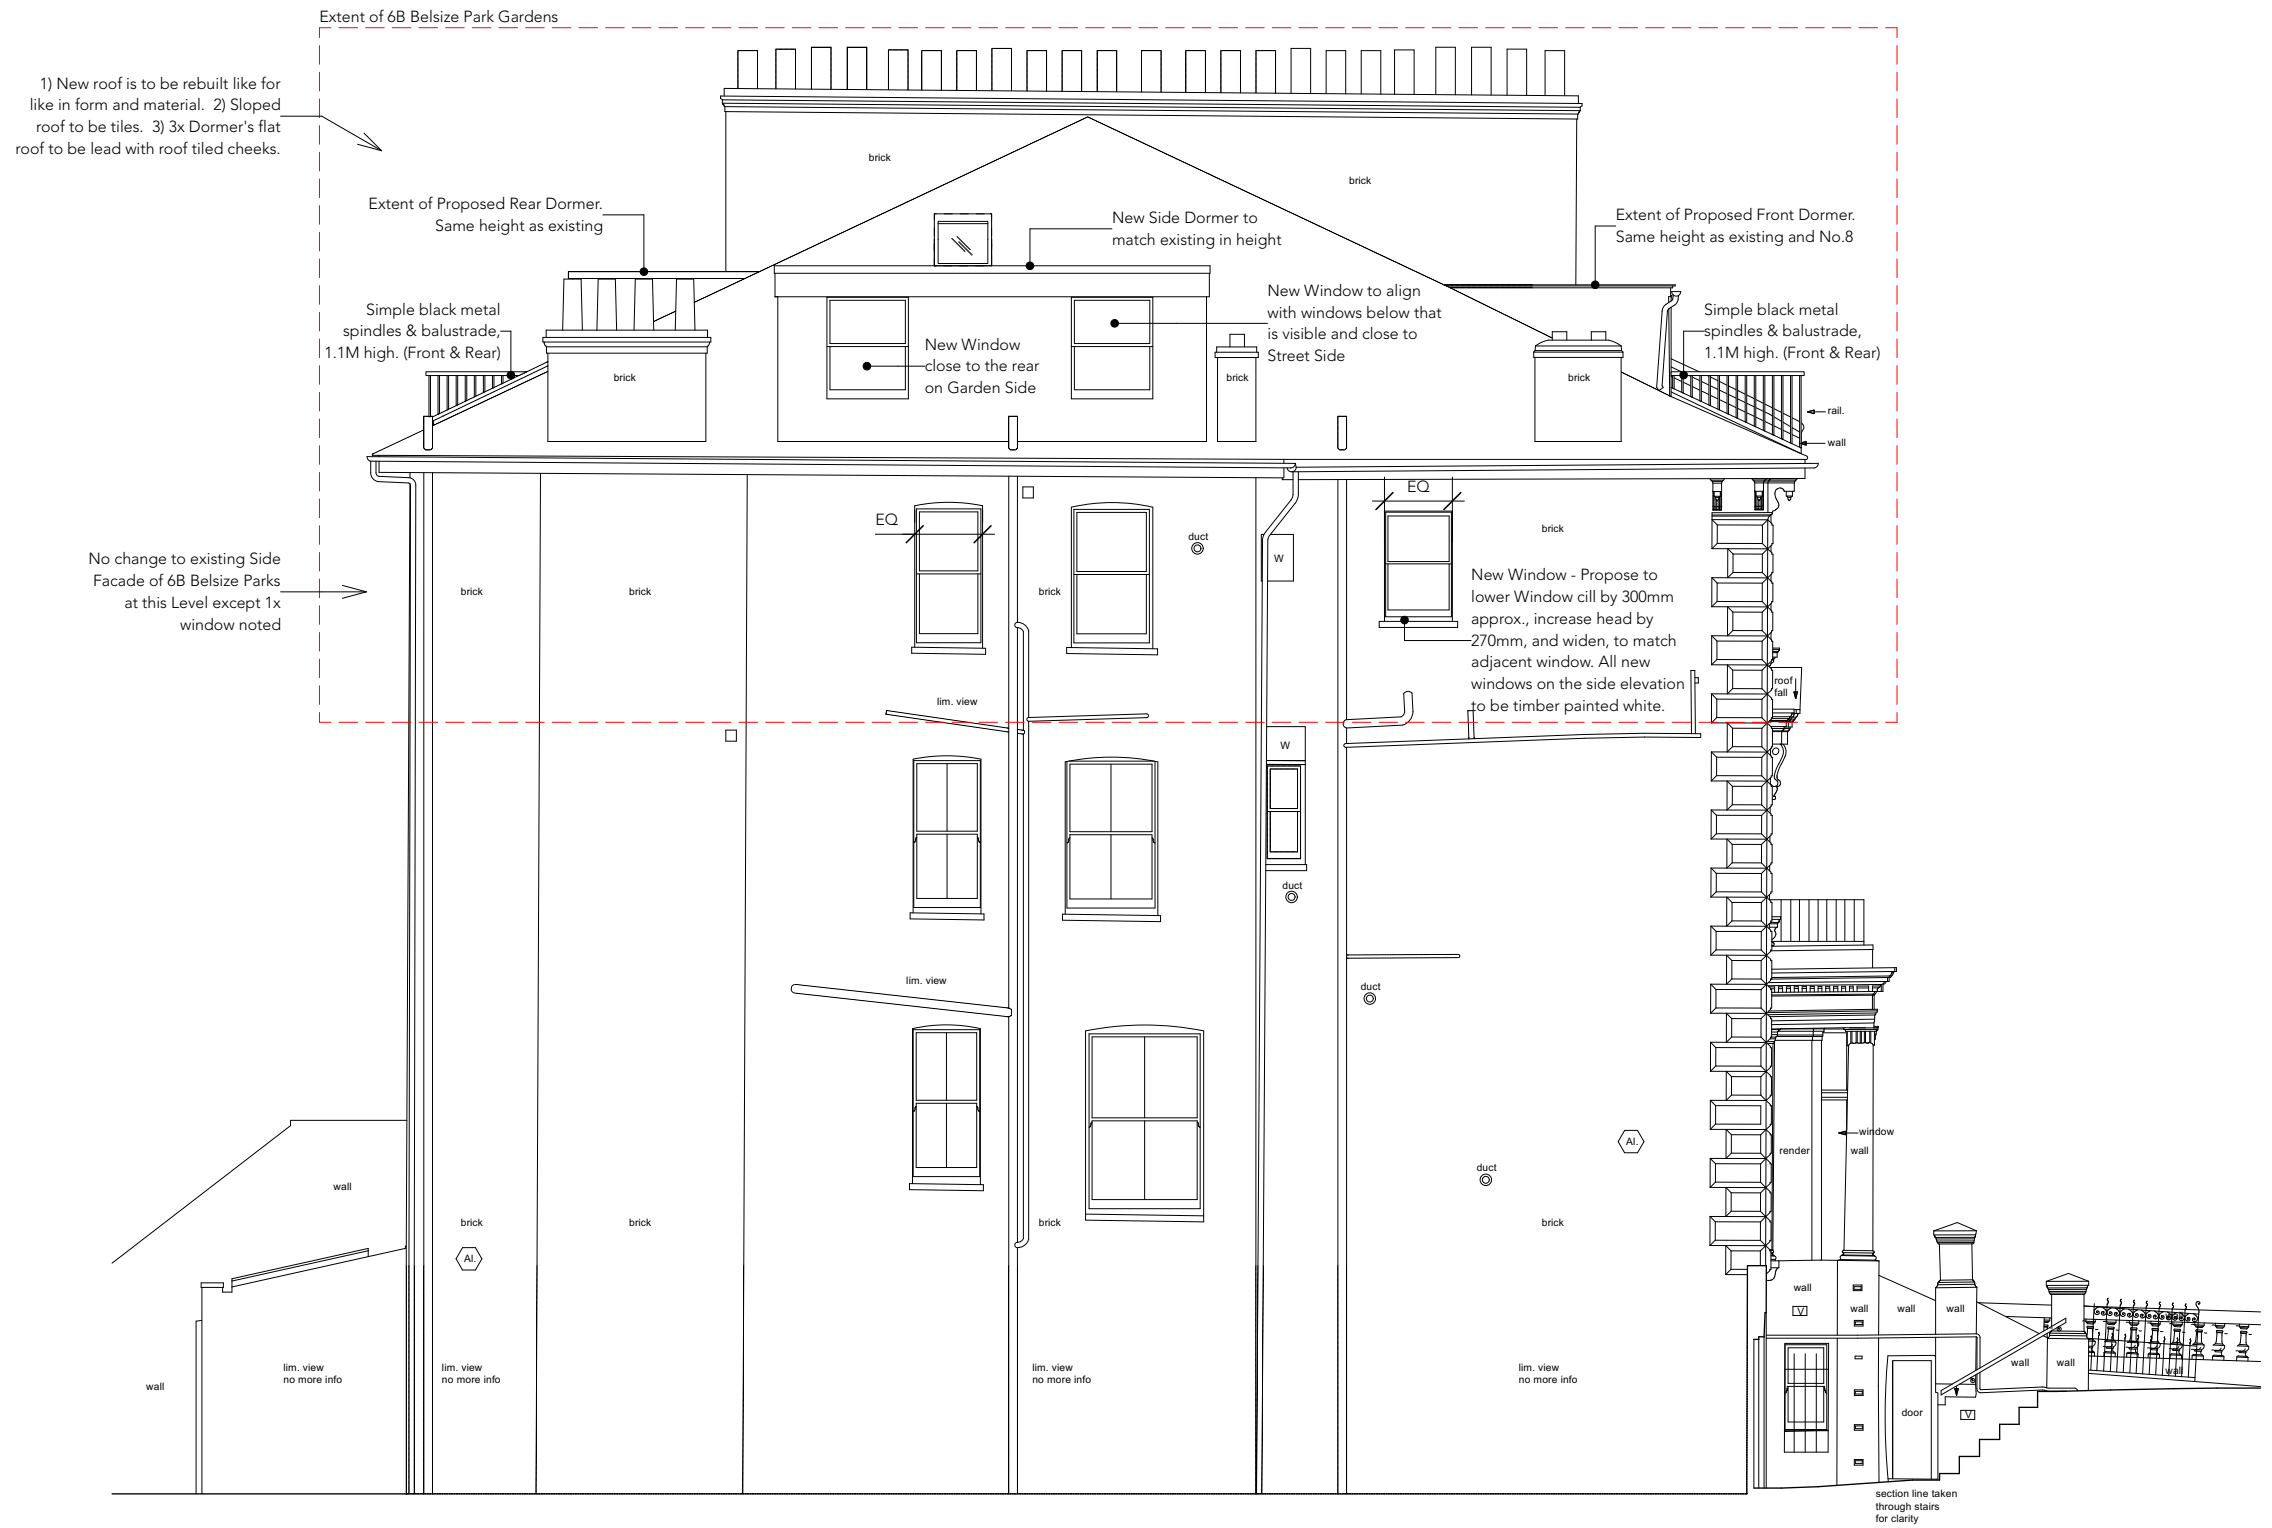 Extent of 6B Belsize Park Gardens
1) New roof is to be rebuilt like for
like in form and material.  2) Sloped
roof to be tiles.  3) 3x Dormer's flat
roof to be lead with roof tiled cheeks.
brick
brick
Extent of Proposed Rear Dormer.
Same height as existing
New Side Dormer to
match existing in height
Extent of Proposed Front Dormer.
Same height as existing and No.8
Simple black metal
spindles & balustrade,
1.1M high. (Front & Rear)
New Window to align
with windows below that
is visible and close to
Street Side
Simple black metal
spindles & balustrade,
1.1M high. (Front & Rear)
New Window
close to the rear
on Garden Side
brick
brick
brick
rail.
wall
EQ
EQ
brick
duct
W
No change to existing Side
Facade of 6B Belsize Parks
at this Level except 1x
window noted
brick
brick
brick
New Window - Propose to
lower Window cill by 300mm
approx., increase head by
270mm, and widen, to match
adjacent window. All new
windows on the side elevation
to be timber painted white.
roof
fall
lim. view
W
duct
lim. view
duct
window
Al.
render
wall
duct
wall
brick
brick
brick
brick
Al.
wall
V
wall
wall
wall
lim. view
no more info
lim. view
no more info
lim. view
no more info
lim. view
no more info
wall
wall
wall
wall
door
V
section line taken
through stairs
for clarity